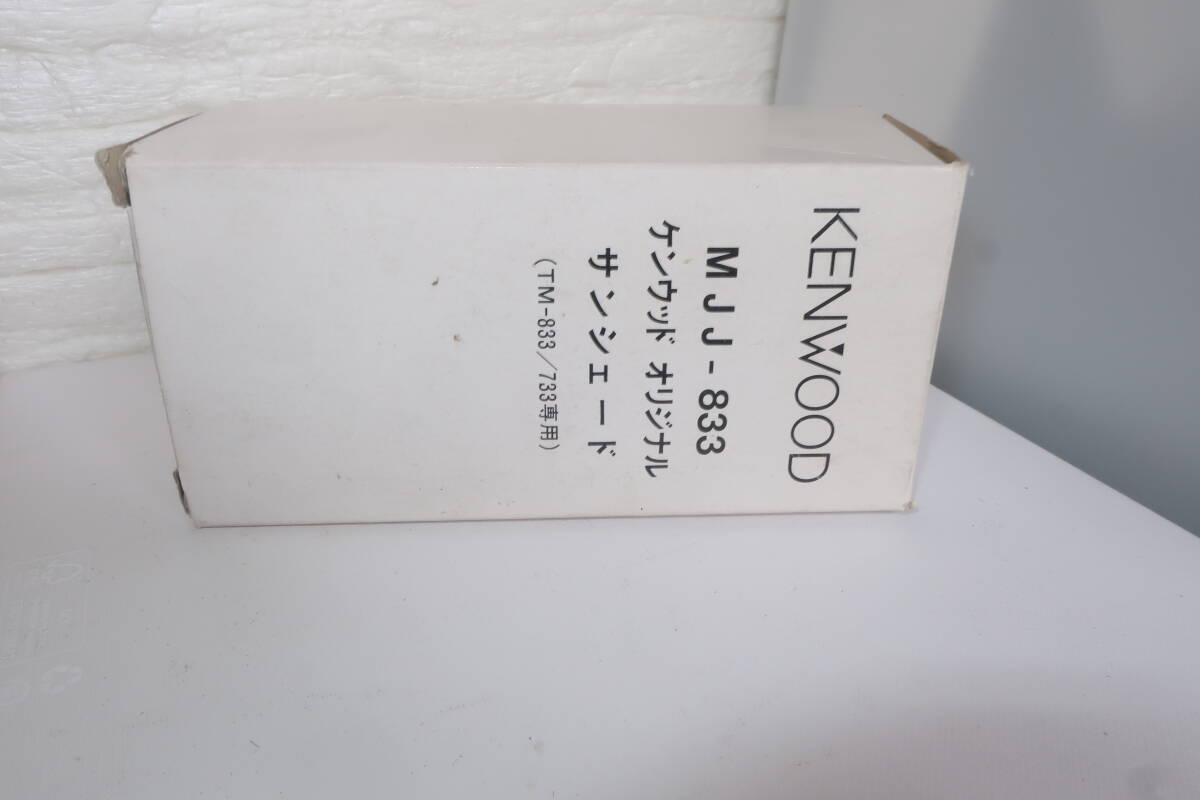 KENWOOD
MJJ-833
ケンウッド オリジナル
サンシェード
(TM-833/733専用)